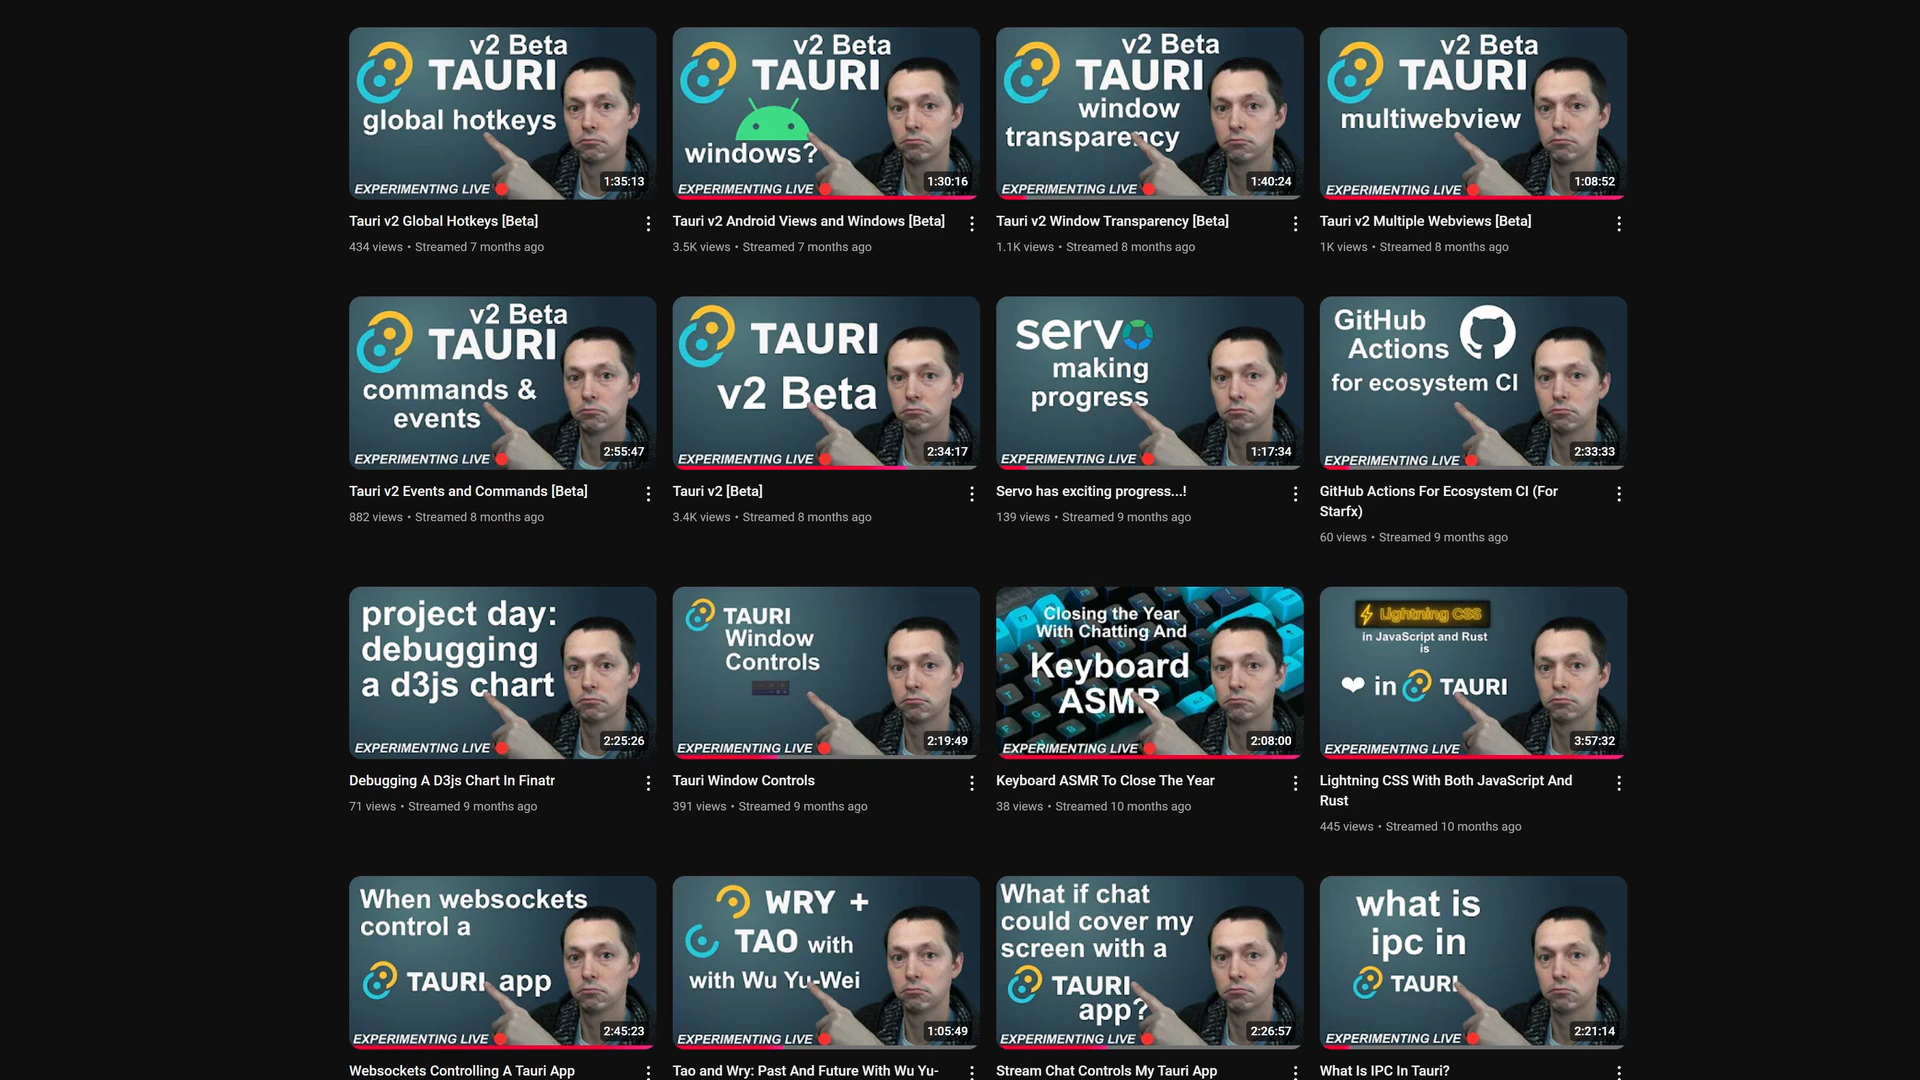 v2 Beta
TAURI
global hotkeys
EXPERIMENTING LIVE
1:35:13
Tauri v2 Global Hotkeys [Beta]
434 views • Streamed 7 months ago
v2 Beta
TAURI
windows?
EXPERIMENTING LIVE
1:30:16
Tauri v2 Android Views and Windows [Beta]
3.5K views • Streamed 7 months ago
v2 Beta
TAURI
window
transparency
EXPERIMENTING LIVE
1:40:24
Tauri v2 Window Transparency [Beta]
1.1K views • Streamed 8 months ago
v2 Beta
TAURI
multiwebview
EXPERIMENTING LIVE
1:08:52
Tauri v2 Multiple Webviews [Beta]
1K views • Streamed 8 months ago
v2 Beta
TAURI
commands &
events
EXPERIMENTING LIVE
2:55:47
Tauri v2 Events and Commands [Beta]
882 views • Streamed 8 months ago
TAURI
v2 Beta
EXPERIMENTING LIVE
2:34:17
Tauri v2 [Beta]
3.4K views • Streamed 8 months ago
servo
making
progress
EXPERIMENTING LIVE
1:17:34
Servo has exciting progress...!
139 views • Streamed 9 months ago
GitHub
Actions
for ecosystem CI
EXPERIMENTING LIVE
2:33:33
GitHub Actions For Ecosystem CI (For
Starfx)
60 views • Streamed 9 months ago
project day:
debugging
a d3js chart
EXPERIMENTING LIVE
2:25:26
Debugging A D3js Chart In Finatr
71 views • Streamed 9 months ago
TAURI
Window
Controls
EXPERIMENTING LIVE
2:19:49
Tauri Window Controls
391 views • Streamed 9 months ago
Closing the Year
With Chatting And
Keyboard
ASMR
EXPERIMENTING LIVE
2:08:00
Keyboard ASMR To Close The Year
38 views • Streamed 10 months ago
Lightning CSS
in JavaScript and Rust
is
❤ in TAURI
EXPERIMENTING LIVE
3:57:32
Lightning CSS With Both JavaScript And
Rust
445 views • Streamed 10 months ago
When websockets
control a
TAURI app
EXPERIMENTING LIVE
2:45:23
Websockets Controlling A Tauri App
WRY +
TAO with
with Wu Yu-Wei
EXPERIMENTING LIVE
1:05:49
Tao and Wry: Past And Future With Wu Yu-
What if chat
could cover my
screen with a
TAURI
app?
EXPERIMENTING LIVE
2:26:57
Stream Chat Controls My Tauri App
what is
ipc in
TAURI
EXPERIMENTING LIVE
2:21:14
What Is IPC In Tauri?